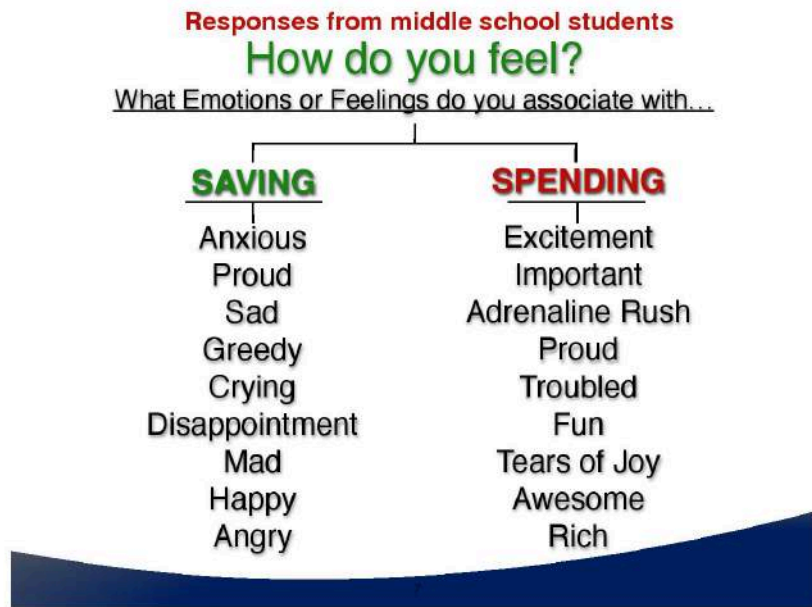 Responses from middle school students
How do you feel?
What Emotions or Feelings do you associate with...
SAVING
Anxious
Proud
Sad
Greedy
Crying
Disappointment
Mad
Happy
Angry
SPENDING
Excitement
Important
Adrenaline Rush
Proud
Troubled
Fun
Tears of Joy
Awesome
Rich